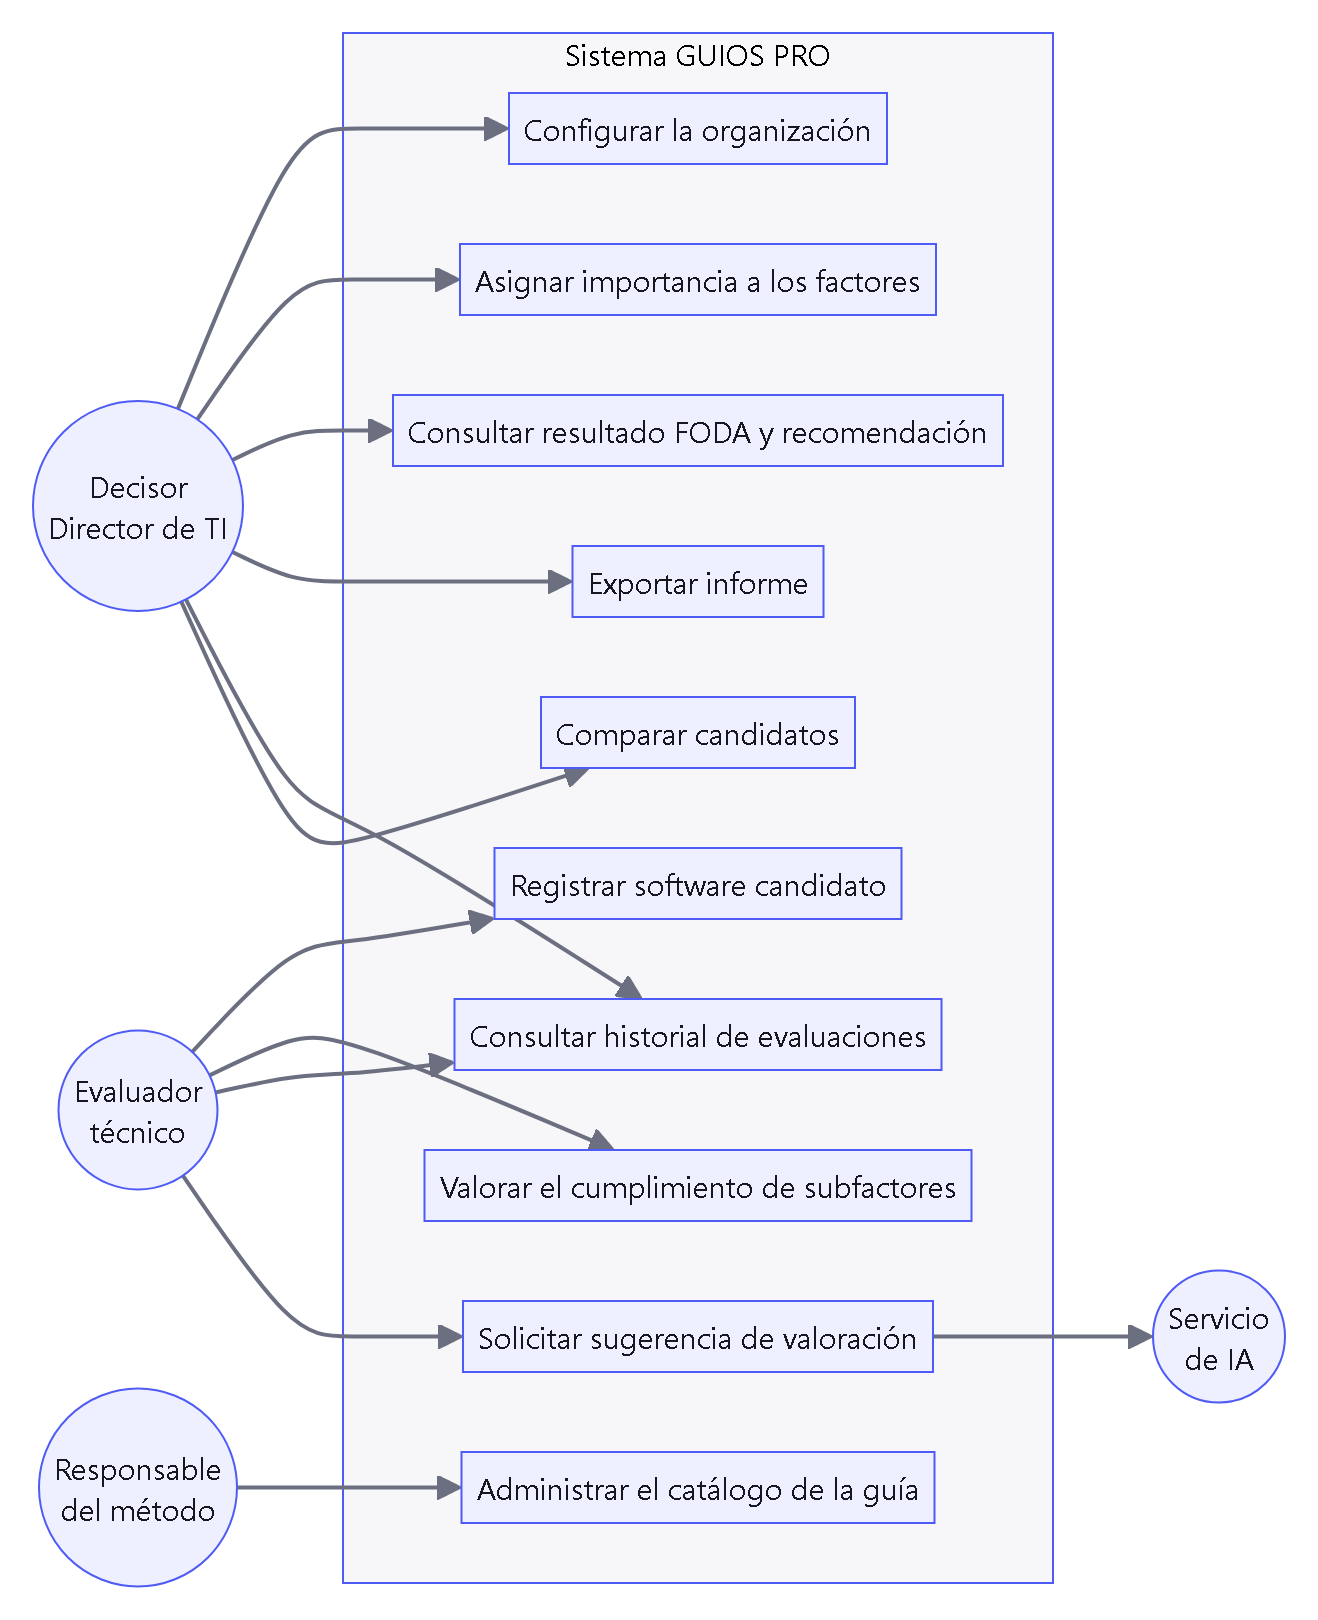 Sistema GUIOS PRO
Configurar la organización
Asignar importancia a los factores
Consultar resultado FODA y recomendación
Decisor
Director de TI
Exportar informe
Comparar candidatos
Registrar software candidato
Consultar historial de evaluaciones
Evaluador
técnico
Valorar el cumplimiento de subfactores
Solicitar sugerencia de valoración
Servicio
de IA
Responsable
del método
Administrar el catálogo de la guía